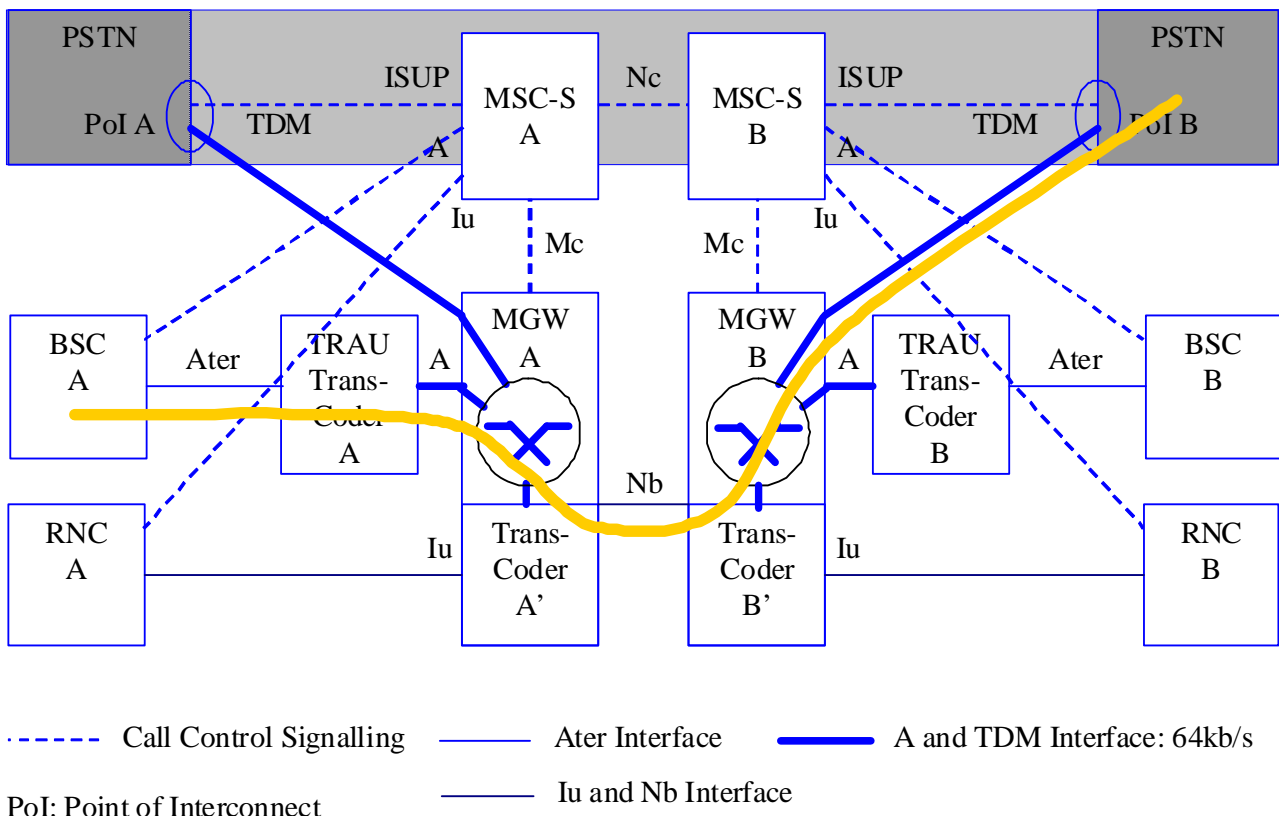 PSTN
PSTN
ISUP
Nc
ISUP
MSC-S
A
MSC-S
B
PoI A
TDM
TDM
PoI B
A
A
Iu
Iu
Mc
Mc
MGW
A
MGW
B
BSC
A
Ater
TRAU
Trans-
Coder
A
A
A
TRAU
Trans-
Coder
B
Ater
BSC
B
Nb
RNC
A
Iu
Trans-
Coder
A’
Trans-
Coder
B’
Iu
RNC
B
Call Control Signalling
Ater Interface
A and TDM Interface: 64kb/s
PoI: Point of Interconnect
Iu and Nb Interface